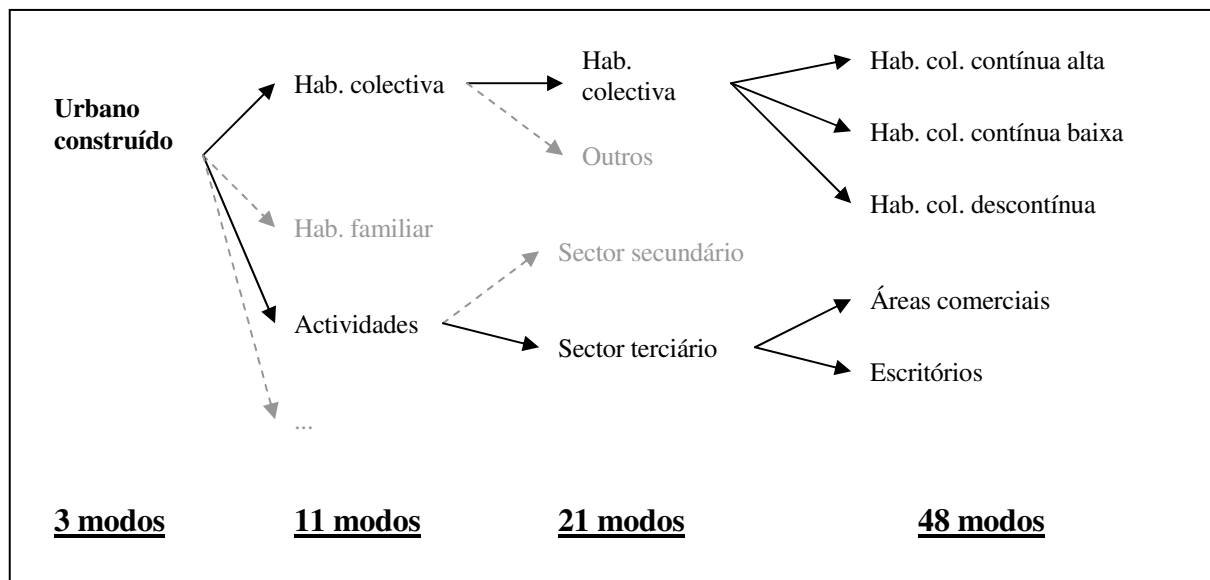 Urbano
construído
Hab. colectiva
Hab. familiar
Actividades
...
Hab.
colectiva
Outros
Sector secundário
Sector terciário
Hab. col. contínua alta
Hab. col. contínua baixa
Hab. col. descontínua
Áreas comerciais
Escritórios
3 modos
11 modos
21 modos
48 modos